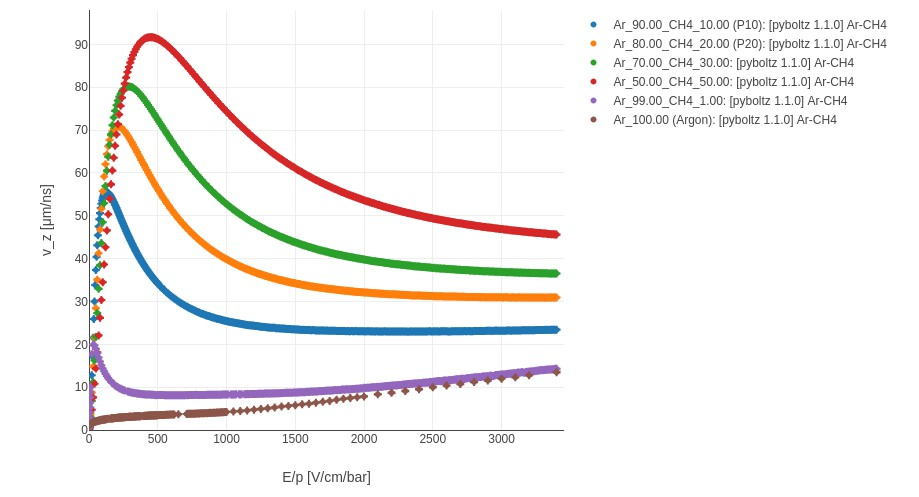 Ar_90.00_CH4_10.00 (P10): [pyboltz 1.1.0] Ar-CH4
Ar_80.00_CH4_20.00 (P20): [pyboltz 1.1.0] Ar-CH4
Ar_70.00_CH4_30.00: [pyboltz 1.1.0] Ar-CH4
Ar_50.00_CH4_50.00: [pyboltz 1.1.0] Ar-CH4
Ar_99.00_CH4_1.00: [pyboltz 1.1.0] Ar-CH4
Ar_100.00 (Argon): [pyboltz 1.1.0] Ar-CH4
v_z [μm/ns]
90
80
70
60
50
40
30
20
10
0
0 500 1000 1500 2000 2500 3000
E/p [V/cm/bar]